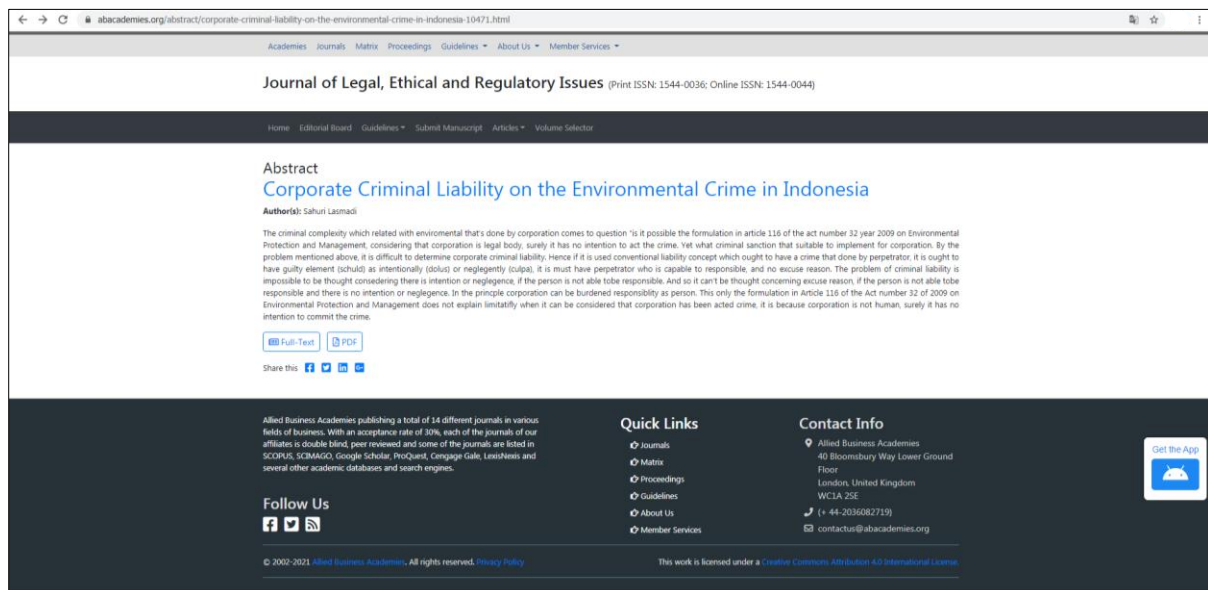 abacademies.org/abstract/corporate-criminal-liability-on-the-environmental-crime-in-indonesia-10471.html
Academies Journals Matrix Proceedings Guidelines About Us Member Services
Journal of Legal, Ethical and Regulatory Issues (Print ISSN: 1544-0036; Online ISSN: 1544-0044)
Home Editorial Board Guidelines Submit Manuscript Articles Volume Selector
Abstract
Corporate Criminal Liability on the Environmental Crime in Indonesia
Author(s): Sahuri Lasmadi
The criminal complexity which related with enviromental that's done by corporation comes to question "is it possible the formulation in article 116 of the act number 32 year 2009 on Environmental
Protection and Management, considering that corporation is legal body, surely it has no intention to act the crime. Yet what criminal sanction that suitable to implement for corporation. By the
problem mentioned above, it is difficult to determine corporate criminal liability. Hence if it is used conventional liability concept which ought to have a crime that done by perpetrator, it is ought to
have guilty element (schuld) as intentionally (dolus) or neglegently (culpa), it is must have perpetrator who is capable to responsible, and no excuse reason. The problem of criminal liability is
impossible to be thought consedering there is intention or neglegence, if the person is not able tobe responsible. And so it can't be thought concerning excuse reason, if the person is not able tobe
responsible and there is no intention or neglegence. In the princple corporation can be burdened responsiblity as person. This only the formulation in Article 116 of the Act number 32 of 2009 on
Environmental Protection and Management does not explain limitatifly when it can be considered that corporation has been acted crime, it is because corporation is not human, surely it has no
intention to commit the crime.
Full-Text PDF
Share this
Allied Business Academies publishing a total of 14 different journals in various
fields of business. With an acceptance rate of 30%, each of the journals of our
affiliates is double blind, peer reviewed and some of the journals are listed in
SCOPUS, SCIMAGO, Google Scholar, ProQuest, Cengage Gale, LexisNexis and
several other academic databases and search engines.
Follow Us
Quick Links
Journals
Matrix
Proceedings
Guidelines
About Us
Member Services
Contact Info
Allied Business Academies
40 Bloomsbury Way Lower Ground
Floor
London, United Kingdom
WC1A 2SE
(+ 44-2036082719)
contactus@abacademies.org
Get the App
© 2002-2021 Allied Business Academies. All rights reserved. Privacy Policy
This work is licensed under a Creative Commons Attribution 4.0 International License.